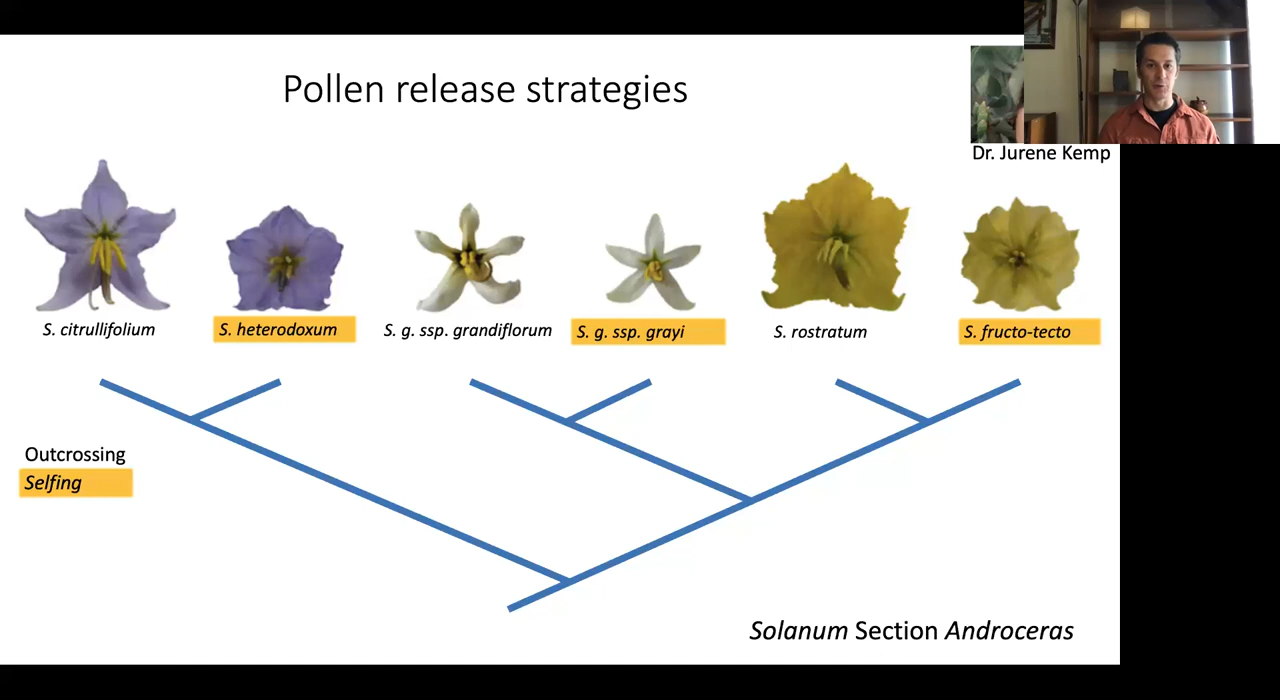 Pollen release strategies
Dr. Jurene Kemp
S. citrullifolium
S. heterodoxum
S. g. ssp. grandiflorum
S. g. ssp. grayi
S. rostratum
S. fructo-tecto
Outcrossing
Selfing
Solanum Section Androceras